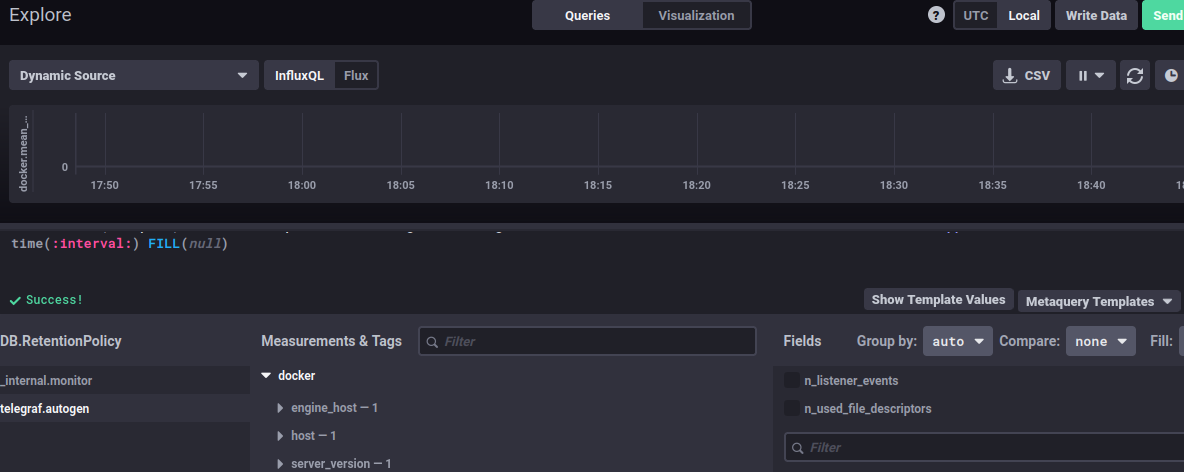 Explore
Queries
Visualization
?
UTC
Local
Write Data
Send
Dynamic Source
InfluxQL
Flux
CSV
docker.mean_...
0
17:50
17:55
18:00
18:05
18:10
18:15
18:20
18:25
18:30
18:35
18:40
time(:interval:) FILL(null)
Success!
Show Template Values
Metaquery Templates
DB.RetentionPolicy
Measurements & Tags
Filter
Fields
Group by:
auto
Compare:
none
Fill:
_internal.monitor
telegraf.autogen
docker
engine_host — 1
host — 1
server_version — 1
n_listener_events
n_used_file_descriptors
Filter